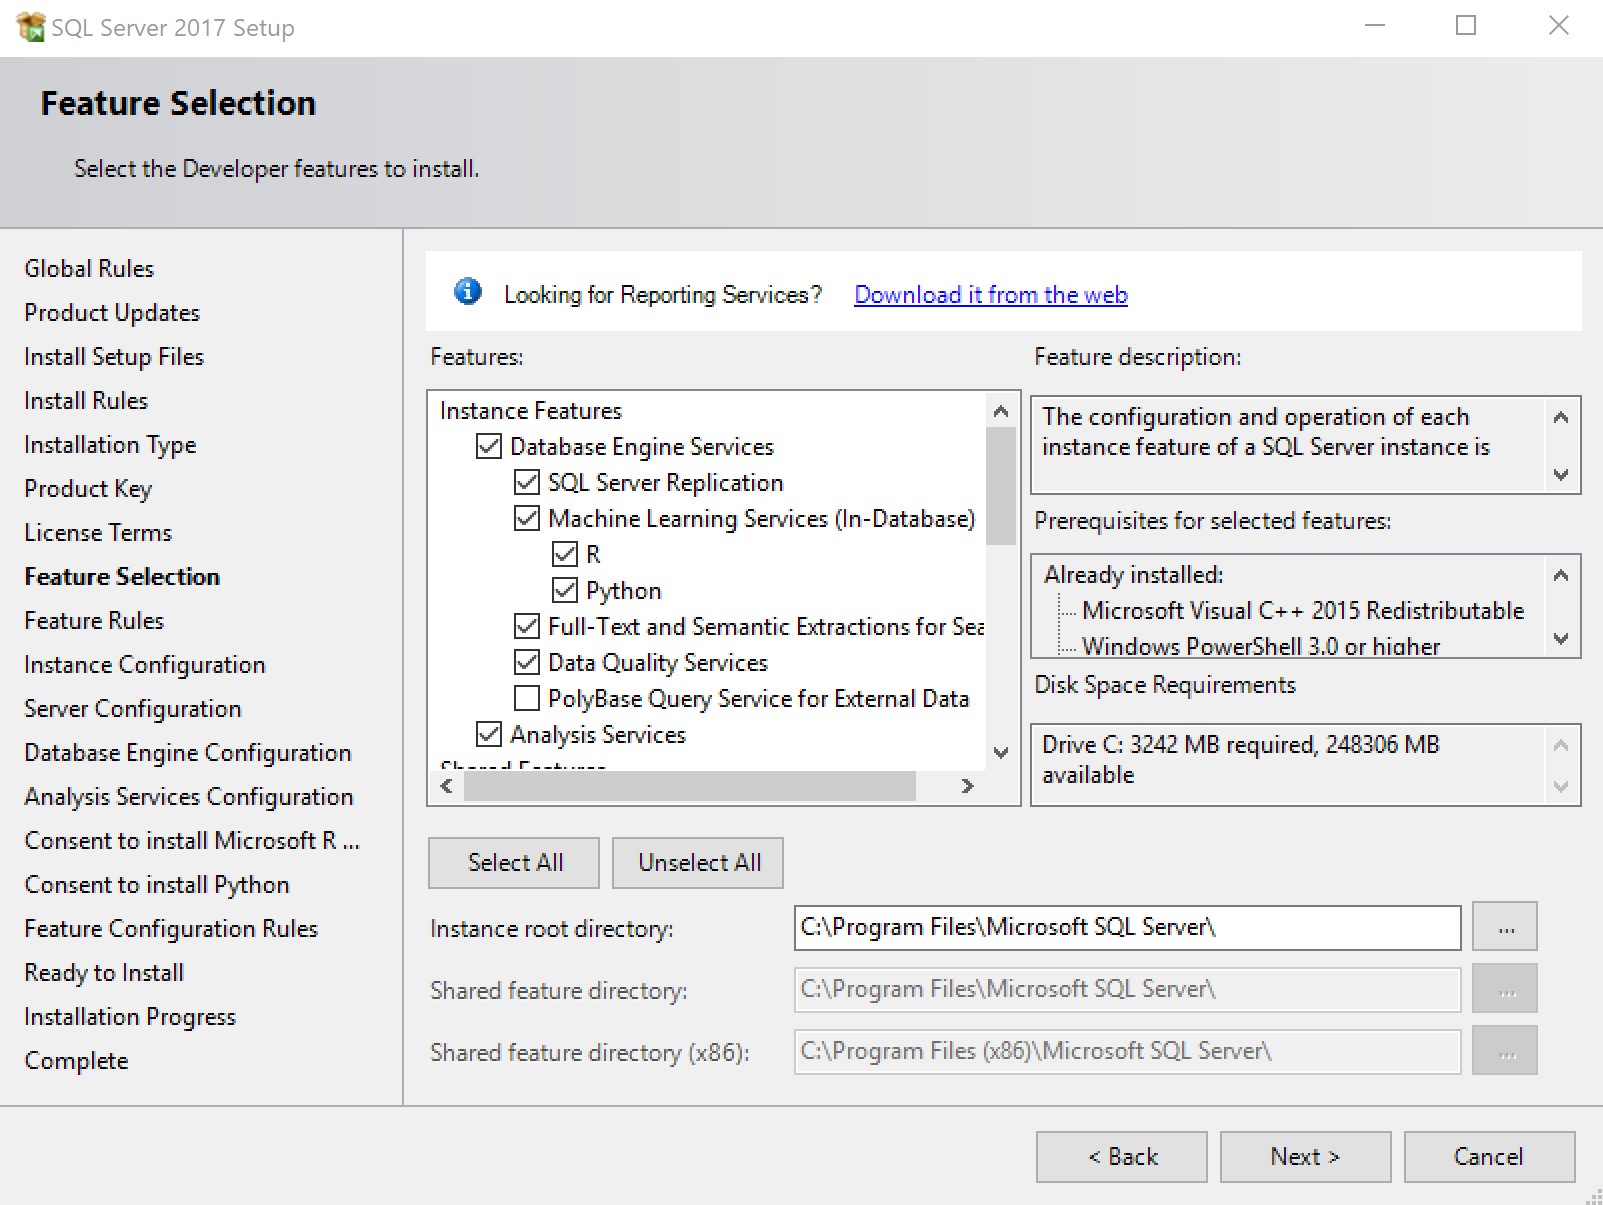 SQL Server 2017 Setup
Feature Selection
Select the Developer features to install.
Global Rules
Product Updates
Install Setup Files
Install Rules
Installation Type
Product Key
License Terms
Feature Selection
Feature Rules
Instance Configuration
Server Configuration
Database Engine Configuration
Analysis Services Configuration
Consent to install Microsoft R ...
Consent to install Python
Feature Configuration Rules
Ready to Install
Installation Progress
Complete
Looking for Reporting Services? Download it from the web
Features:
Instance Features
Database Engine Services
SQL Server Replication
Machine Learning Services (In-Database)
R
Python
Full-Text and Semantic Extractions for Sea
Data Quality Services
PolyBase Query Service for External Data
Analysis Services
Shared Features
Select All
Unselect All
Feature description:
The configuration and operation of each
instance feature of a SQL Server instance is
Prerequisites for selected features:
Already installed:
Microsoft Visual C++ 2015 Redistributable
Windows PowerShell 3.0 or higher
Disk Space Requirements
Drive C: 3242 MB required, 248306 MB
available
Instance root directory: C:\Program Files\Microsoft SQL Server\ ...
Shared feature directory: C:\Program Files\Microsoft SQL Server\ ...
Shared feature directory (x86): C:\Program Files (x86)\Microsoft SQL Server\ ...
< Back
Next >
Cancel